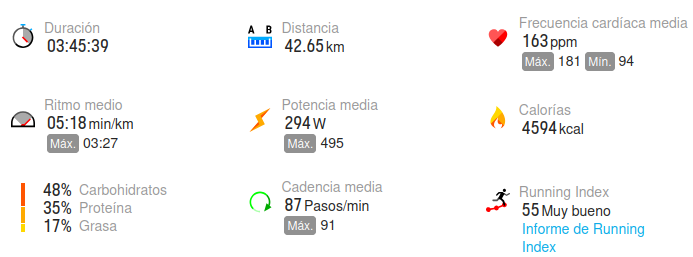 Duración
03:45:39
A B
Distancia
42.65 km
Frecuencia cardíaca media
163 ppm
Máx. 181 Mín. 94
Ritmo medio
05:18 min/km
Máx. 03:27
Potencia media
294 W
Máx. 495
Calorías
4594 kcal
48% Carbohidratos
35% Proteína
17% Grasa
Cadencia media
87 Pasos/min
Máx. 91
Running Index
55 Muy bueno
Informe de Running
Index